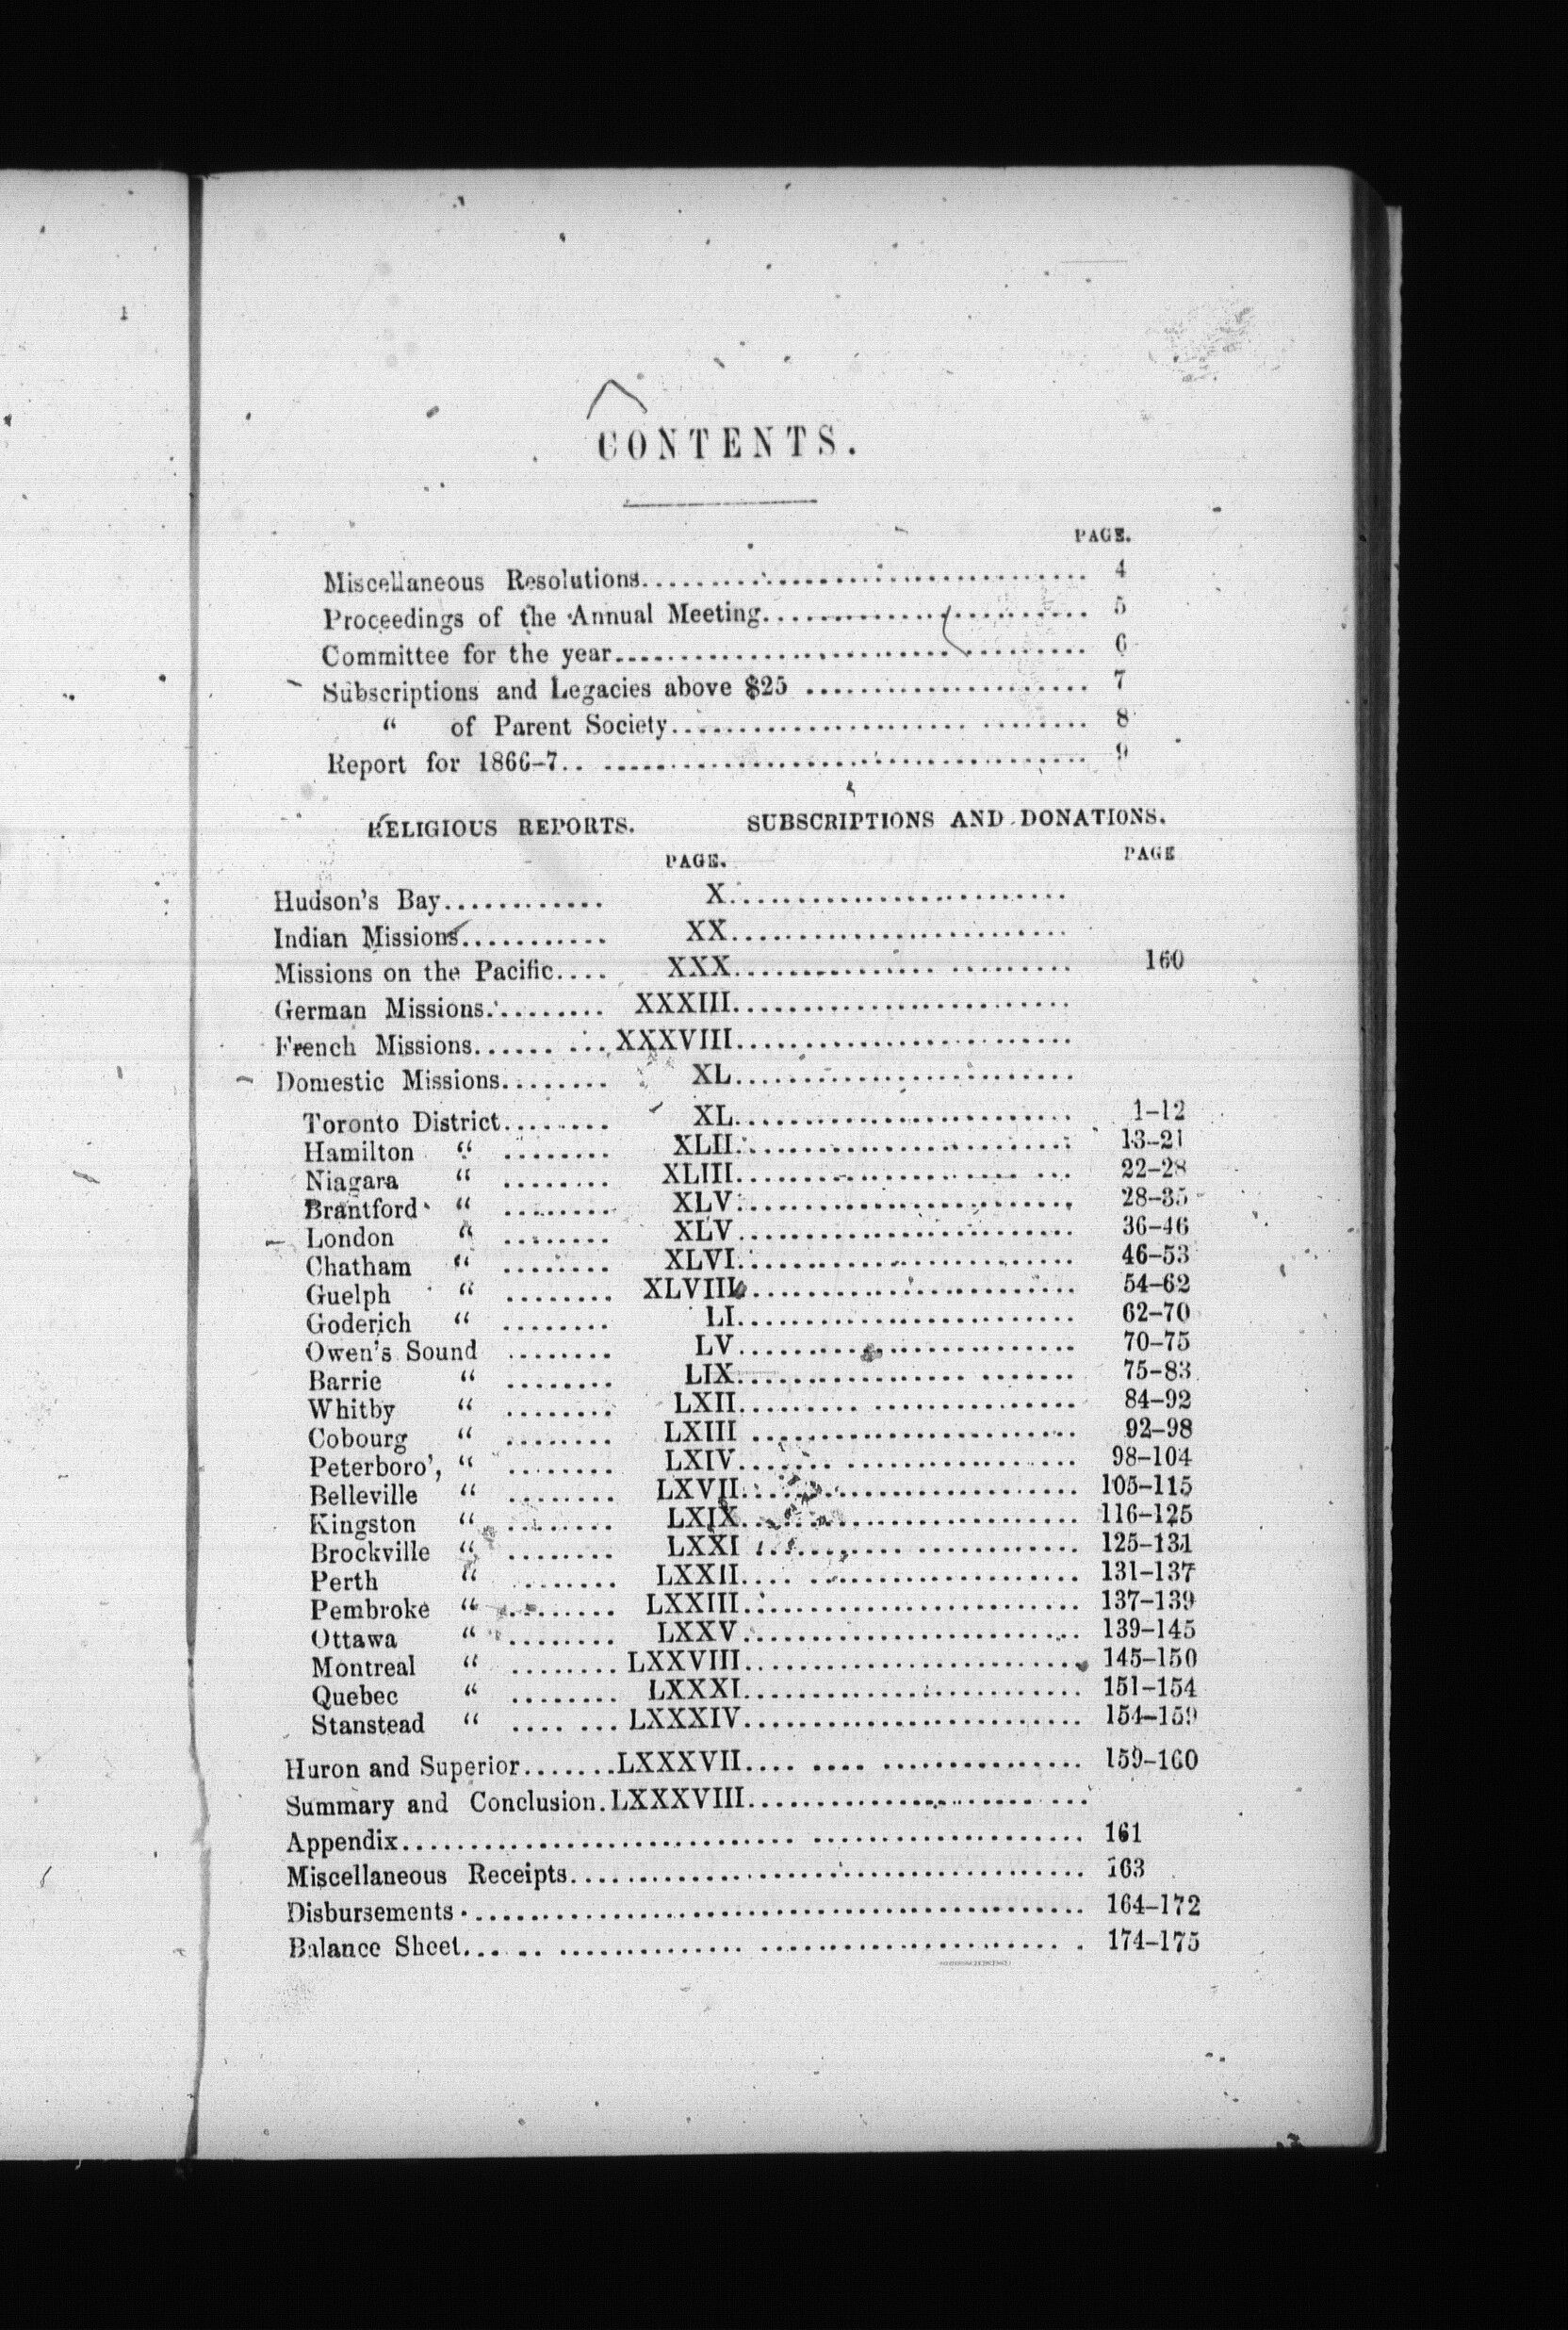 1
CONTENTS.
PAGE.
Miscellaneous Resolutions........................................ 4
Proceedings of the Annual Meeting............................ 5
Committee for the year........................................ 6
Subscriptions and Legacies above $25 ..................... 7
“ of Parent Society.................................... 8
Report for 1866-7............................................. 9
RELIGIOUS REPORTS. SUBSCRIPTIONS AND DONATIONS.
PAGE. PAGE
Hudson's Bay............ X..........................
Indian Missions........... XX..........................
Missions on the Pacific.... XXX.......................... 160
German Missions......... XXXIII..........................
French Missions......... XXXVIII..........................
Domestic Missions........ XL..........................
Toronto District........ XL.......................... 1-12
Hamilton “ ........ XLII.......................... 13-21
Niagara “ ........ XLIII.......................... 22-28
Brantford “ ........ XLV.......................... 28-35
London “ ........ XLV.......................... 36-46
Chatham “ ........ XLVI.......................... 46-53
Guelph “ ........ XLVIII.......................... 54-62
Goderich “ ........ LI.......................... 62-70
Owen's Sound ........ LV.......................... 70-75
Barrie “ ........ LIX.......................... 75-83
Whitby “ ........ LXII.......................... 84-92
Cobourg “ ........ LXIII .......................... 92-98
Peterboro', “ ........ LXIV.......................... 98-104
Belleville “ ........ LXVII.......................... 105-115
Kingston “ ........ LXIX.......................... 116-125
Brockville “ ........ LXXI .......................... 125-131
Perth “ ........ LXXII.......................... 131-137
Pembroke “ ........ LXXIII.......................... 137-139
Ottawa “ ........ LXXV.......................... 139-145
Montreal “ ........ LXXVIII.......................... 145-150
Quebec “ ........ LXXXI.......................... 151-154
Stanstead “ .... ... LXXXIV.......................... 154-159
Huron and Superior.......LXXXVII.... .... ............... 159-160
Summary and Conclusion.LXXXVIII..........................
Appendix.................................................. 161
Miscellaneous Receipts...................................... 163
Disbursements.............................................. 164-172
Balance Sheet... .. .............. .................... . 174-175